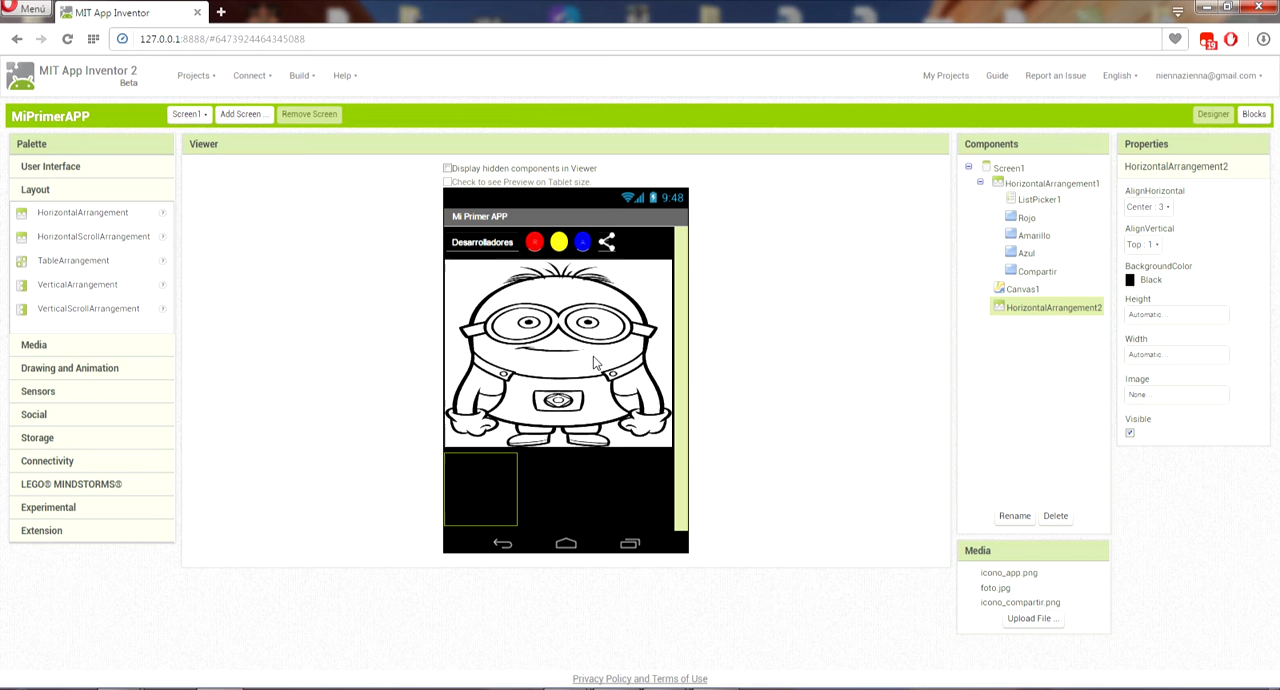 Menú
MIT App Inventor
127.0.0.1:8888/#6473924464345088
19
MIT App Inventor 2
Beta
Projects
Connect
Build
Help
My Projects
Guide
Report an Issue
English
niennazienna@gmail.com
MiPrimerAPP
Screen1
Add Screen ...
Remove Screen
Designer
Blocks
Palette
User Interface
Layout
HorizontalArrangement
HorizontalScrollArrangement
TableArrangement
VerticalArrangement
VerticalScrollArrangement
Media
Drawing and Animation
Sensors
Social
Storage
Connectivity
LEGO® MINDSTORMS®
Experimental
Extension
Viewer
Display hidden components in Viewer
Check to see Preview on Tablet size.
9:48
Mi Primer APP
Desarrolladores
Components
Screen1
HorizontalArrangement1
ListPicker1
Rojo
Amarillo
Azul
Compartir
Canvas1
HorizontalArrangement2
Rename
Delete
Media
icono_app.png
foto.jpg
icono_compartir.png
Upload File ...
Properties
HorizontalArrangement2
AlignHorizontal
Center : 3
AlignVertical
Top : 1
BackgroundColor
Black
Height
Automatic...
Width
Automatic...
Image
None...
Visible
Privacy Policy and Terms of Use